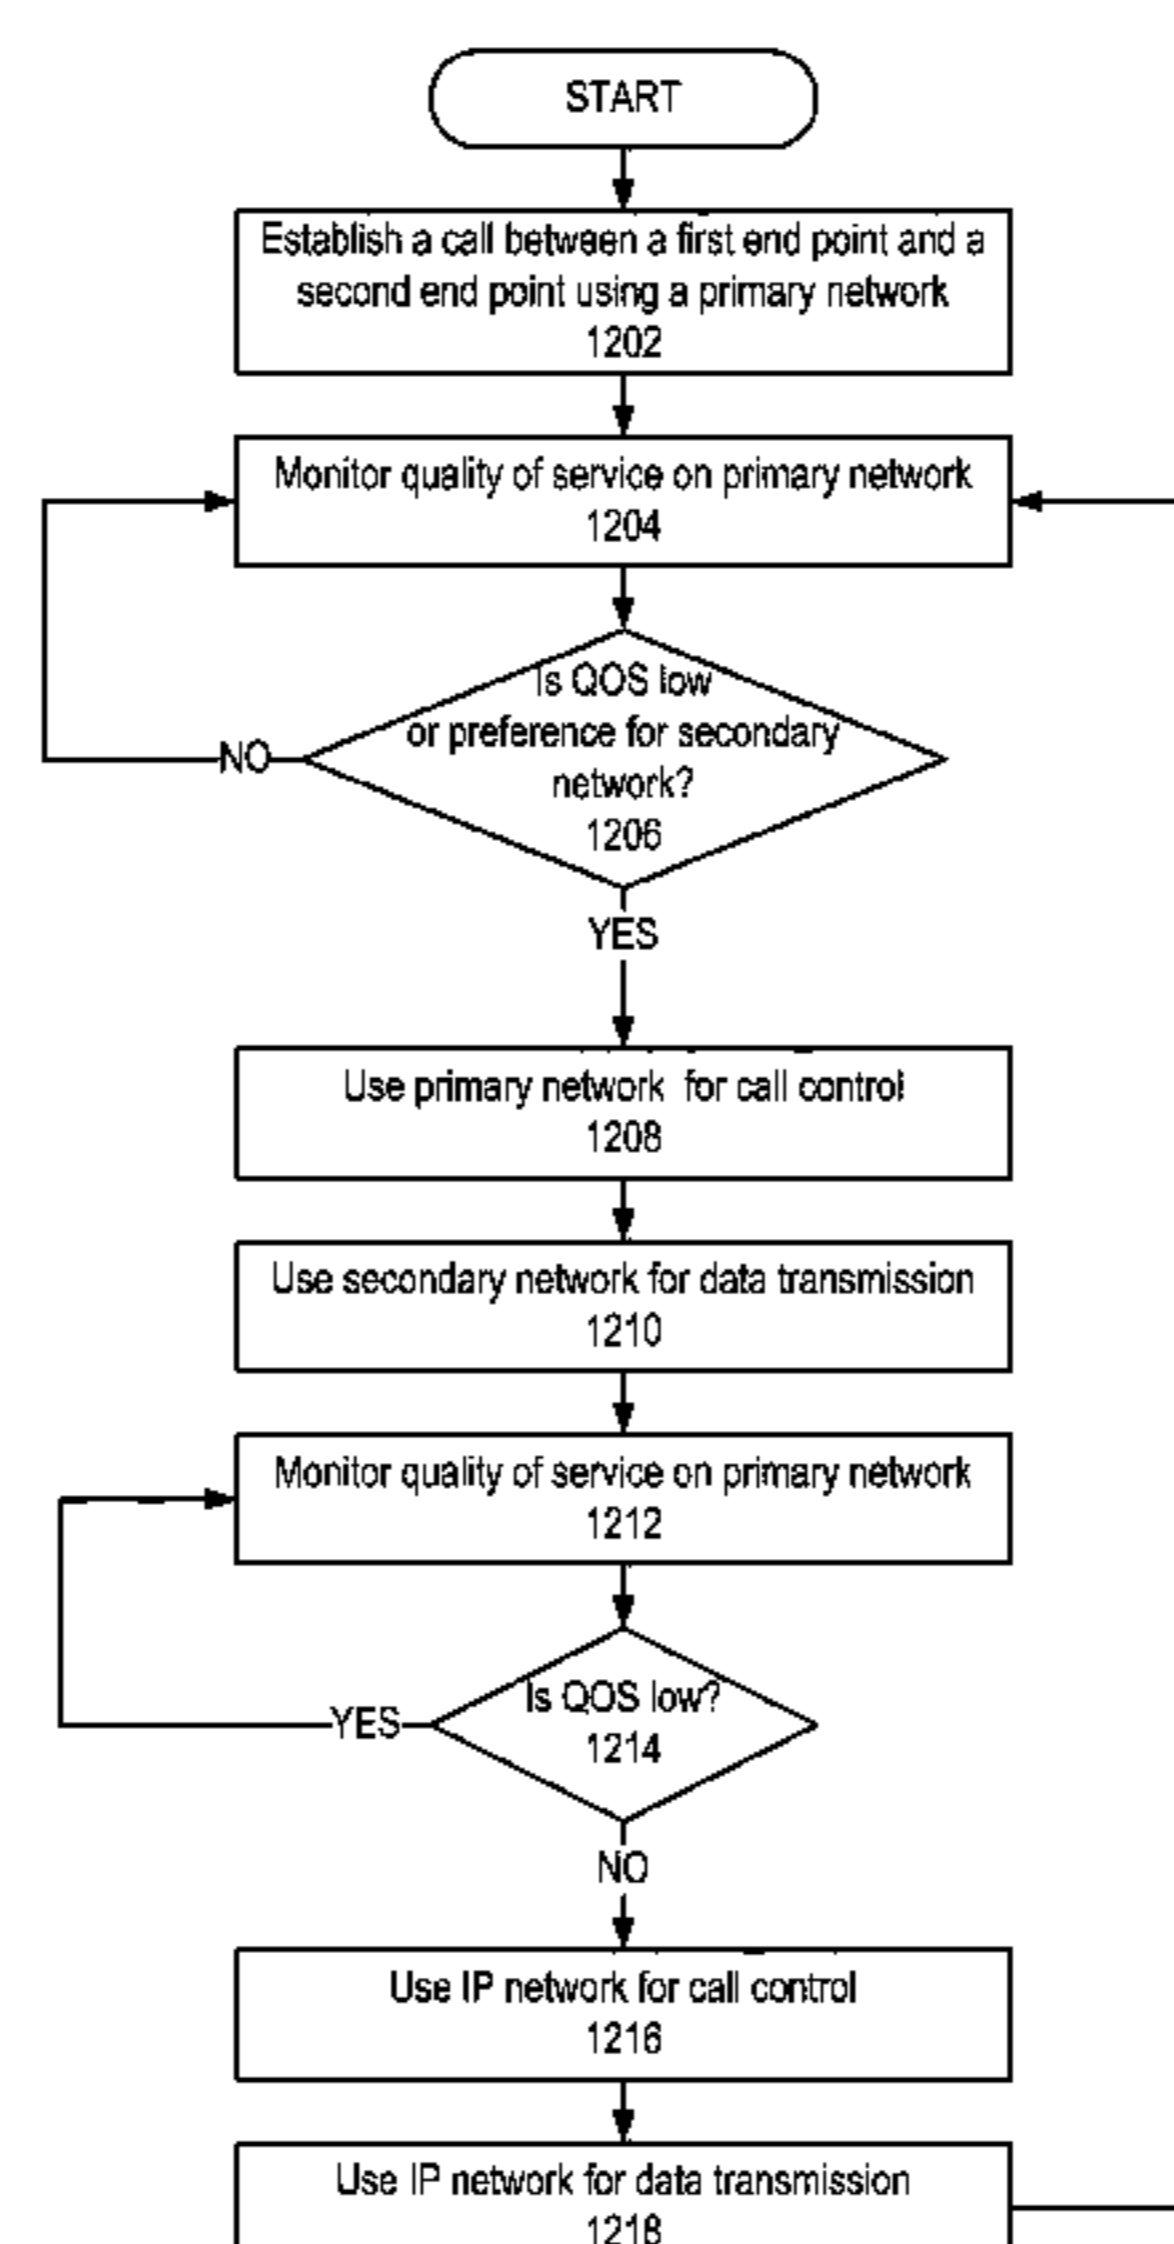 START
Establish a call between a first end point and a
second end point using a primary network
1202
Monitor quality of service on primary network
1204
Is QOS low
or preference for secondary
network?
1206
NO
YES
Use primary network for call control
1208
Use secondary network for data transmission
1210
Monitor quality of service on primary network
1212
Is QOS low?
1214
YES
NO
Use IP network for call control
1216
Use IP network for data transmission
1218